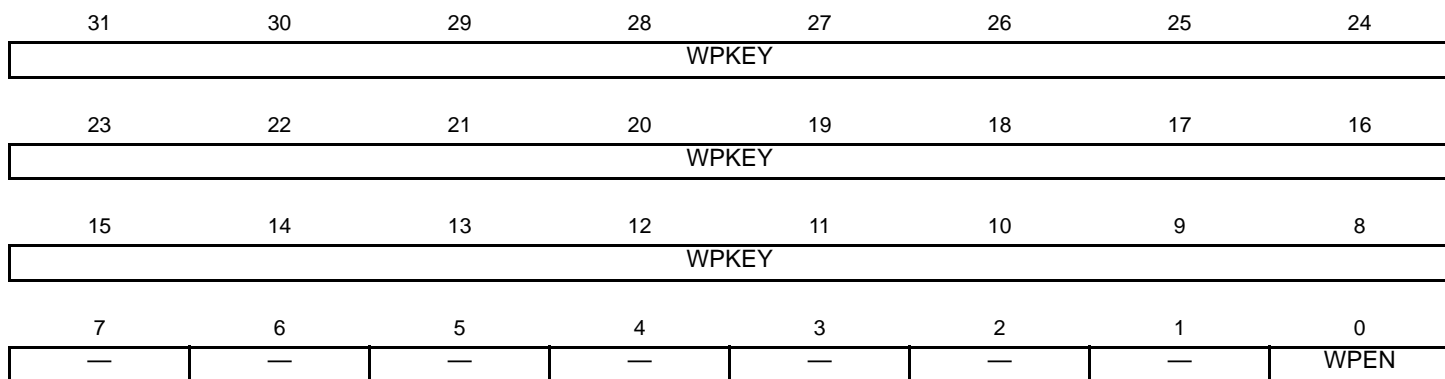 31 30 29 28 27 26 25 24
WPKEY
23 22 21 20 19 18 17 16
WPKEY
15 14 13 12 11 10 9 8
WPKEY
7 6 5 4 3 2 1 0
— — — — — — — WPEN